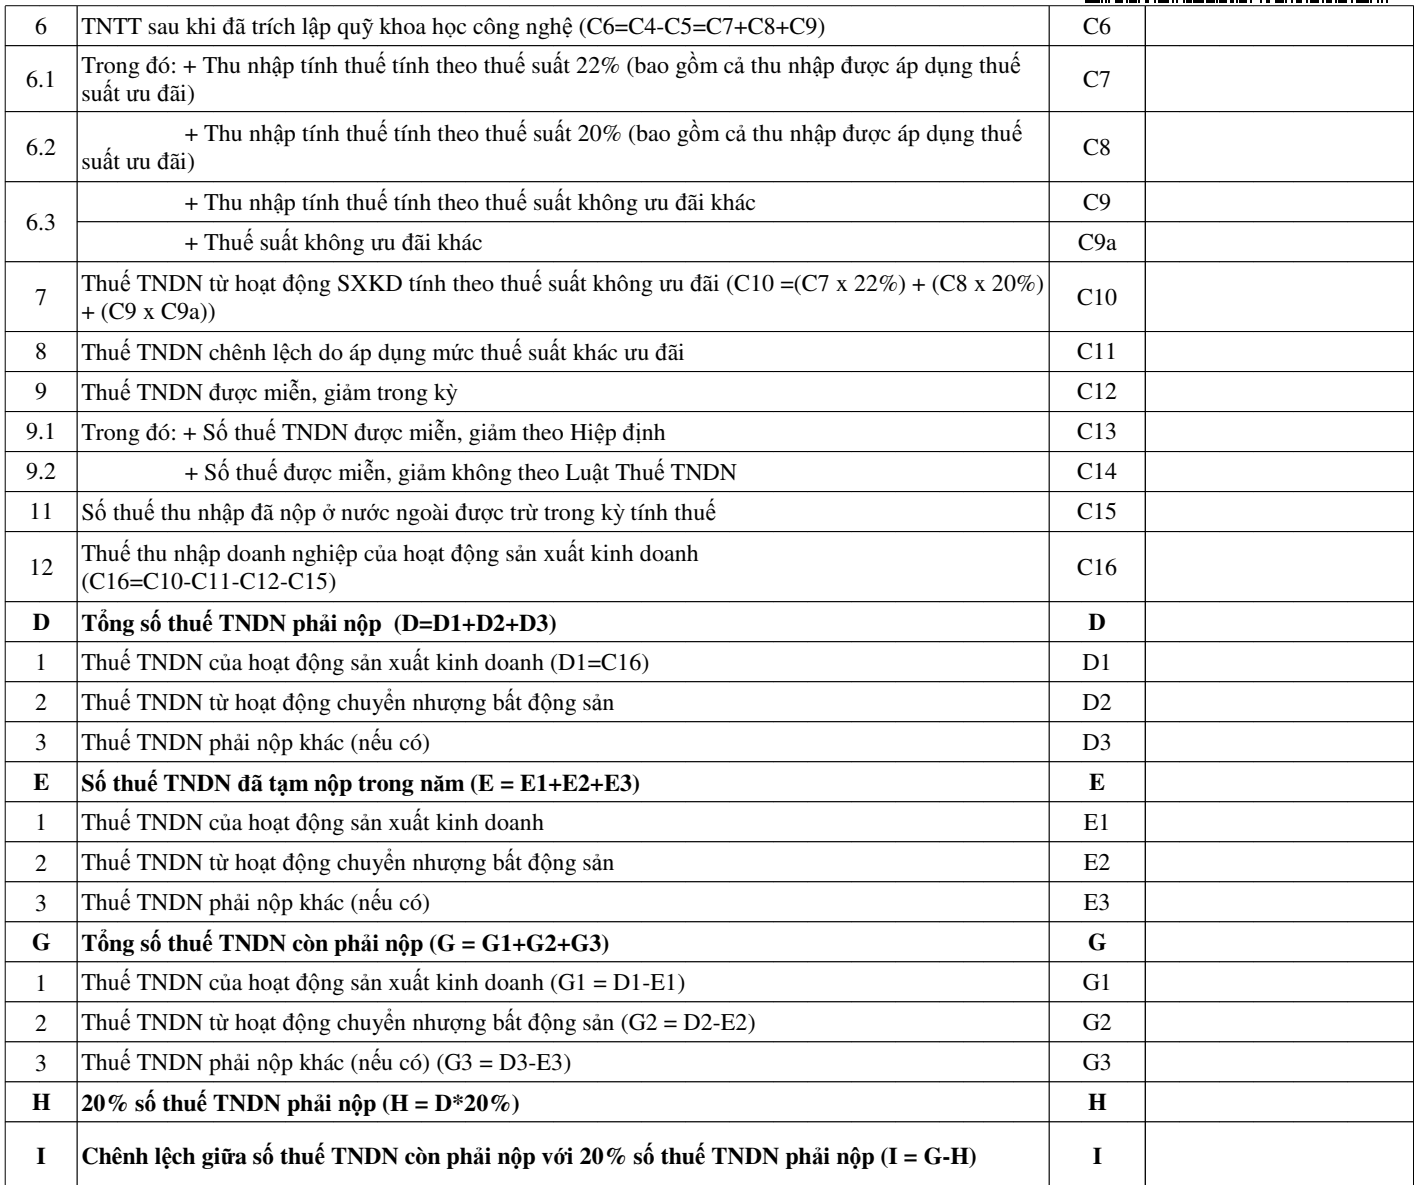 6 TNTT sau khi đã trích lập quỹ khoa học công nghệ (C6=C4-C5=C7+C8+C9) C6
6.1 Trong đó: + Thu nhập tính thuế tính theo thuế suất 22% (bao gồm cả thu nhập được áp dụng thuế
suất ưu đãi) C7
6.2 + Thu nhập tính thuế tính theo thuế suất 20% (bao gồm cả thu nhập được áp dụng thuế
suất ưu đãi) C8
6.3 + Thu nhập tính thuế tính theo thuế suất không ưu đãi khác C9
+ Thuế suất không ưu đãi khác C9a
7 Thuế TNDN từ hoạt động SXKD tính theo thuế suất không ưu đãi (C10 =(C7 x 22%) + (C8 x 20%)
+ (C9 x C9a)) C10
8 Thuế TNDN chênh lệch do áp dụng mức thuế suất khác ưu đãi C11
9 Thuế TNDN được miễn, giảm trong kỳ C12
9.1 Trong đó: + Số thuế TNDN được miễn, giảm theo Hiệp định C13
9.2 + Số thuế được miễn, giảm không theo Luật Thuế TNDN C14
11 Số thuế thu nhập đã nộp ở nước ngoài được trừ trong kỳ tính thuế C15
12 Thuế thu nhập doanh nghiệp của hoạt động sản xuất kinh doanh
(C16=C10-C11-C12-C15) C16
D Tổng số thuế TNDN phải nộp (D=D1+D2+D3) D
1 Thuế TNDN của hoạt động sản xuất kinh doanh (D1=C16) D1
2 Thuế TNDN từ hoạt động chuyển nhượng bất động sản D2
3 Thuế TNDN phải nộp khác (nếu có) D3
E Số thuế TNDN đã tạm nộp trong năm (E = E1+E2+E3) E
1 Thuế TNDN của hoạt động sản xuất kinh doanh E1
2 Thuế TNDN từ hoạt động chuyển nhượng bất động sản E2
3 Thuế TNDN phải nộp khác (nếu có) E3
G Tổng số thuế TNDN còn phải nộp (G = G1+G2+G3) G
1 Thuế TNDN của hoạt động sản xuất kinh doanh (G1 = D1-E1) G1
2 Thuế TNDN từ hoạt động chuyển nhượng bất động sản (G2 = D2-E2) G2
3 Thuế TNDN phải nộp khác (nếu có) (G3 = D3-E3) G3
H 20% số thuế TNDN phải nộp (H = D*20%) H
I Chênh lệch giữa số thuế TNDN còn phải nộp với 20% số thuế TNDN phải nộp (I = G-H) I